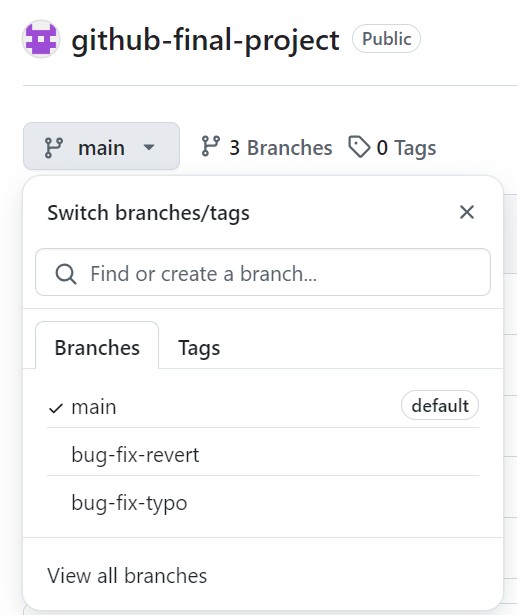 github-final-project Public
main 3 Branches 0 Tags
Switch branches/tags
Find or create a branch...
Branches Tags
main default
bug-fix-revert
bug-fix-typo
View all branches